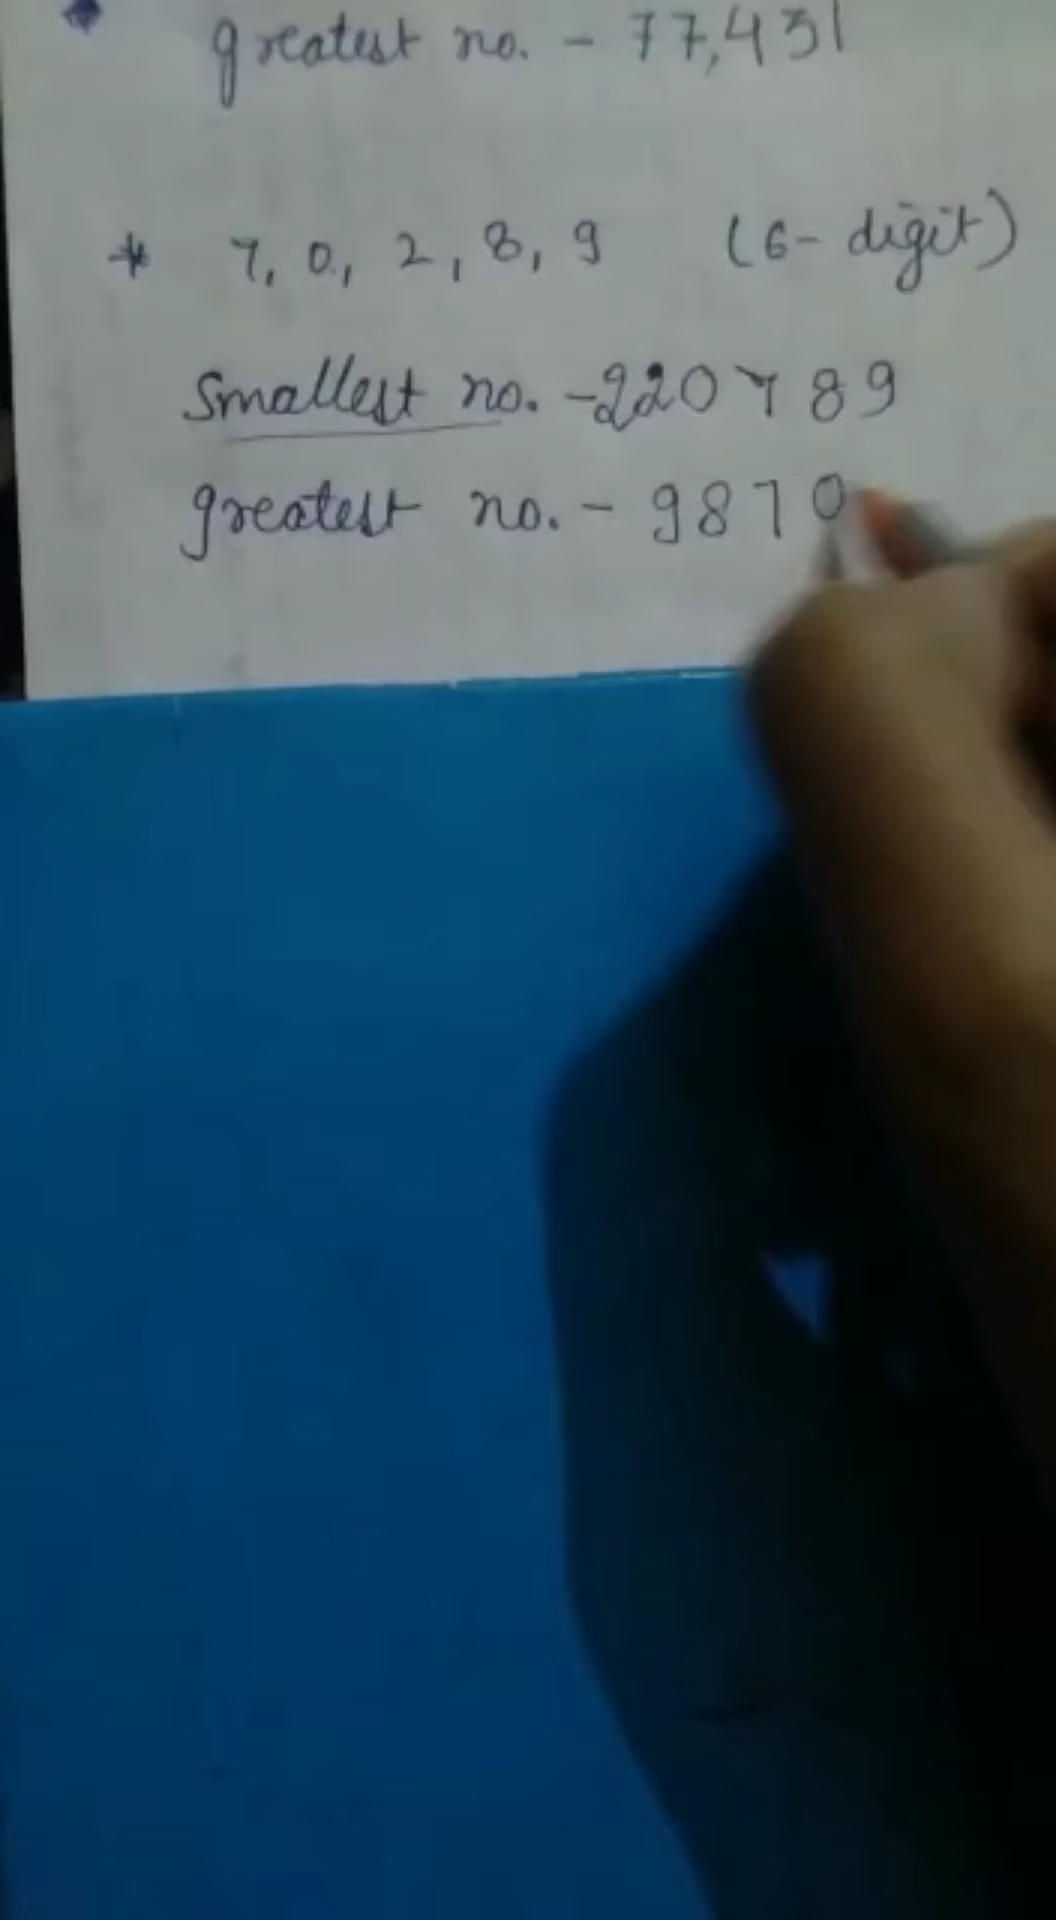 greatest no. - 77,431
* 7, 0, 2, 8, 9 (6-digit)
Smallest no. - 220789
greatest no. - 9870